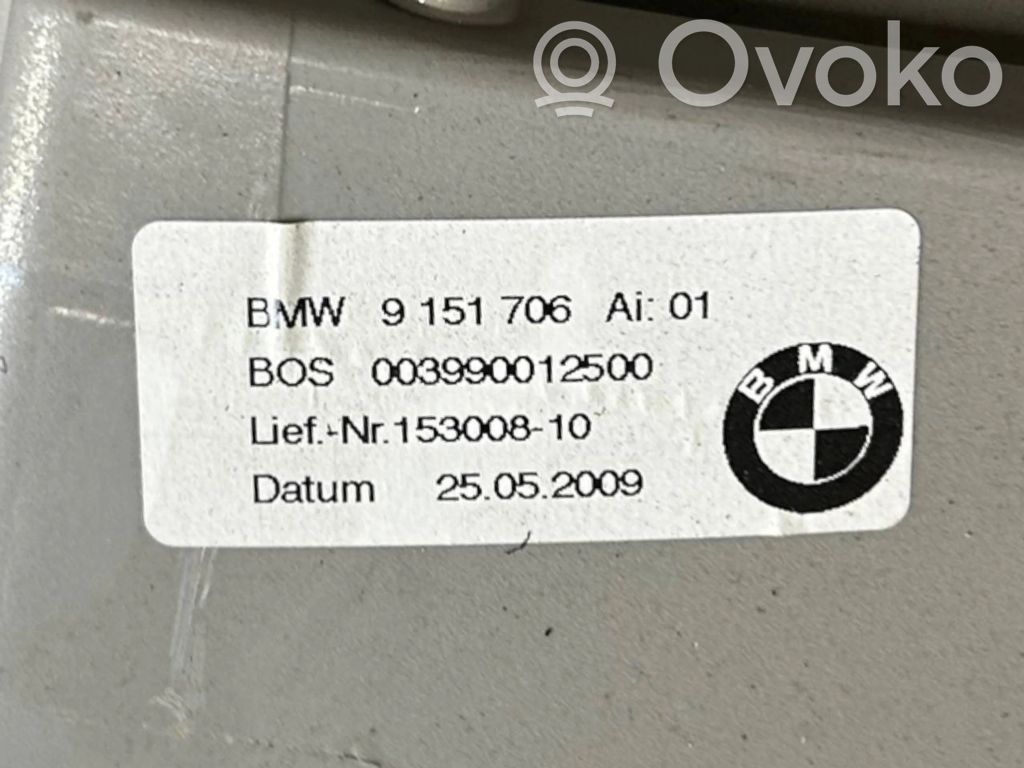 Ovoko
BMW 9 151 706 Ai: 01
BOS 003990012500
Lief.-Nr.153008-10
Datum 25.05.2009
BMW